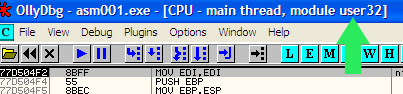 OllyDbg - asm001.exe - [CPU - main thread, module user32]
C File View Debug Plugins Options Window Help
L E M W H
77D504F2 8BFF MOV EDI,EDI
77D504F4 55 PUSH EBP
77D504F5 8BEC MOV EBP,ESP